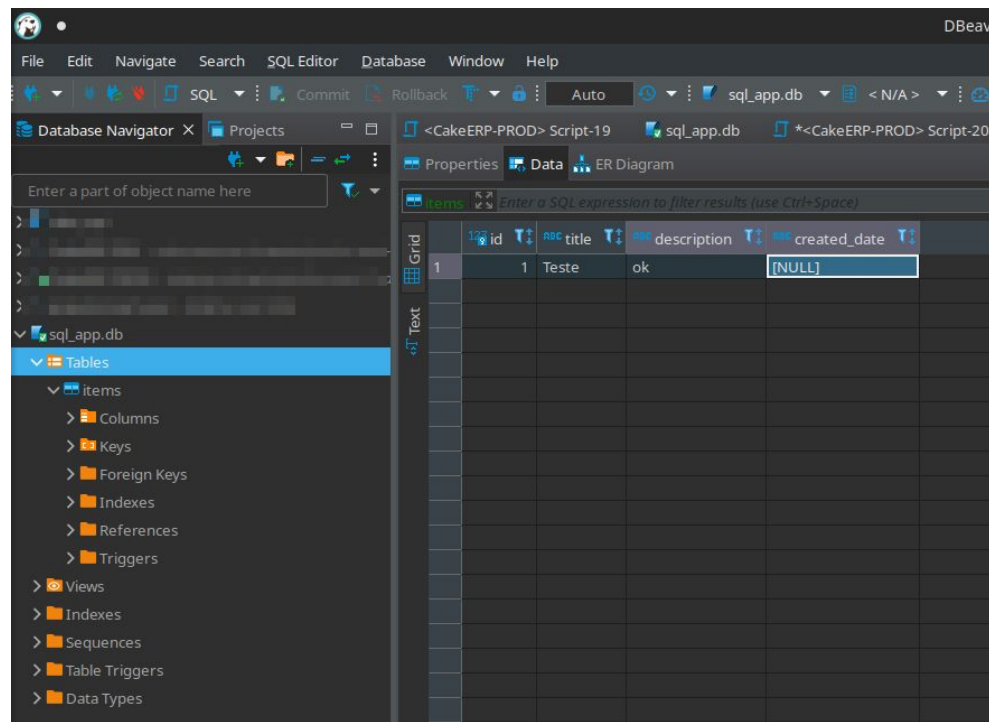 DBeav
File Edit Navigate Search SQL Editor Database Window Help
SQL Commit Rollback Auto sql_app.db < N/A >
Database Navigator Projects
<CakeERP-PROD> Script-19 sql_app.db *<CakeERP-PROD> Script-20
Properties Data ER Diagram
Enter a part of object name here
items Enter a SQL expression to filter results (use Ctrl+Space)
Grid
Text
123 id ABC title ABC description ABC created_date
1 1 Teste ok [NULL]
sql_app.db
Tables
items
Columns
Keys
Foreign Keys
Indexes
References
Triggers
Views
Indexes
Sequences
Table Triggers
Data Types